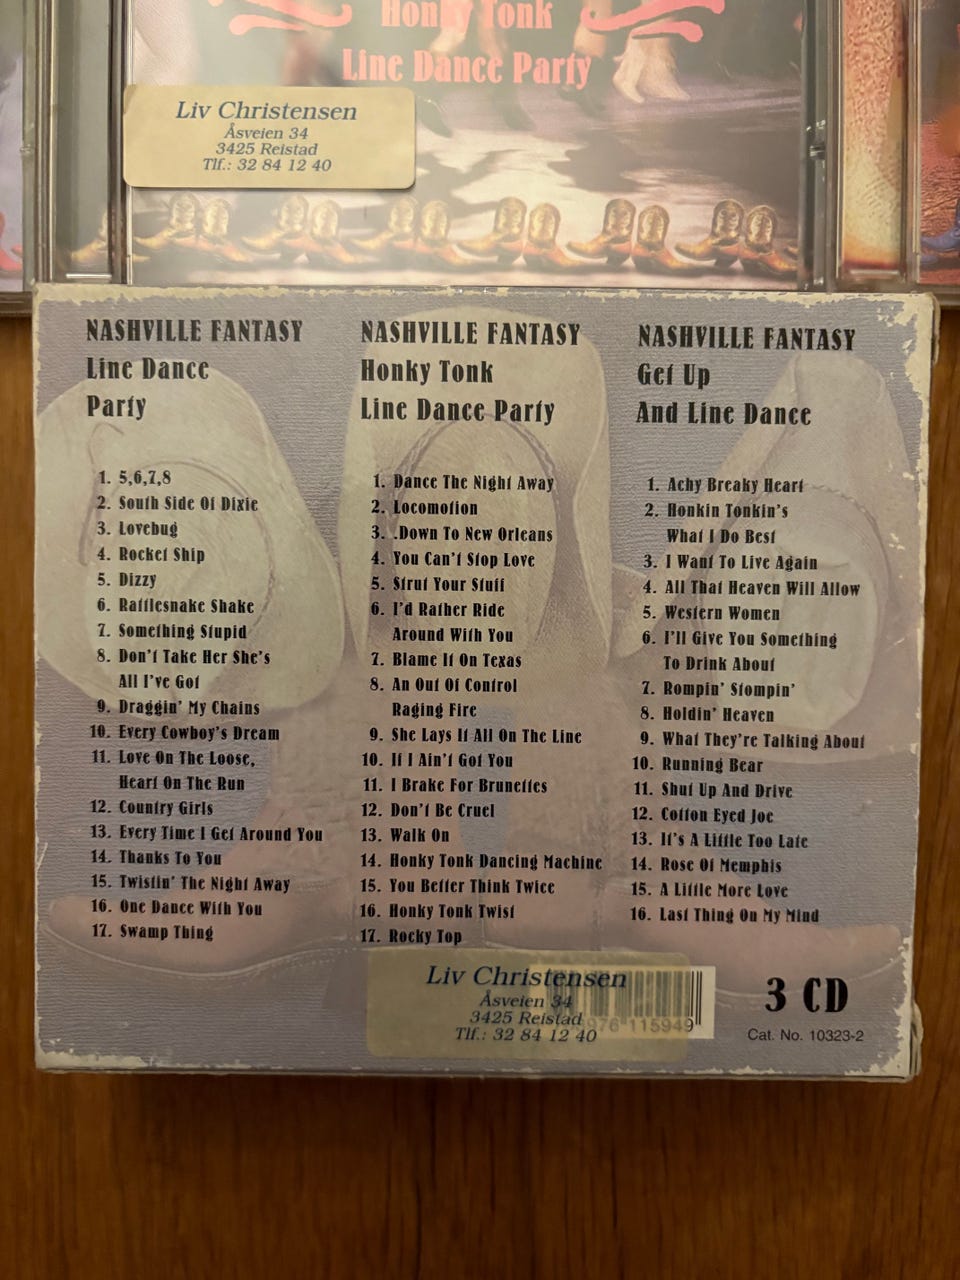 Honky Tonk
Line Dance Party
Liv Christensen
Åsveien 34
3425 Reistad
Tlf.: 32 84 12 40
NASHVILLE FANTASY
Line Dance
Party
1. 5,6,7,8
2. South Side Of Dixie
3. Lovebug
4. Rocket Ship
5. Dizzy
6. Rattlesnake Shake
7. Something Stupid
8. Don't Take Her She's
All I've Got
9. Draggin' My Chains
10. Every Cowboy's Dream
11. Love On The Loose,
Heart On The Run
12. Country Girls
13. Every Time I Get Around You
14. Thanks To You
15. Twistin' The Night Away
16. One Dance With You
17. Swamp Thing
NASHVILLE FANTASY
Honky Tonk
Line Dance Party
1. Dance The Night Away
2. Locomotion
3. .Down To New Orleans
4. You Can't Stop Love
5. Strut Your Stuff
6. I'd Rather Ride
Around With You
7. Blame It On Texas
8. An Out Of Control
Raging Fire
9. She Lays It All On The Line
10. If I Ain't Got You
11. I Brake For Brunettes
12. Don't Be Cruel
13. Walk On
14. Honky Tonk Dancing Machine
15. You Better Think Twice
16. Honky Tonk Twist
17. Rocky Top
NASHVILLE FANTASY
Get Up
And Line Dance
1. Achy Breaky Heart
2. Honkin Tonkin's
What I Do Best
3. I Want To Live Again
4. All That Heaven Will Allow
5. Western Women
6. I'll Give You Something
To Drink About
7. Rompin' Stompin'
8. Holdin' Heaven
9. What They're Talking About
10. Running Bear
11. Shut Up And Drive
12. Cotton Eyed Joe
13. It's A Little Too Late
14. Rose Of Memphis
15. A Little More Love
16. Last Thing On My Mind
Liv Christensen
Åsveien 34
3425 Reistad
Tlf.: 32 84 12 40
115949
3 CD
Cat. No. 10323-2